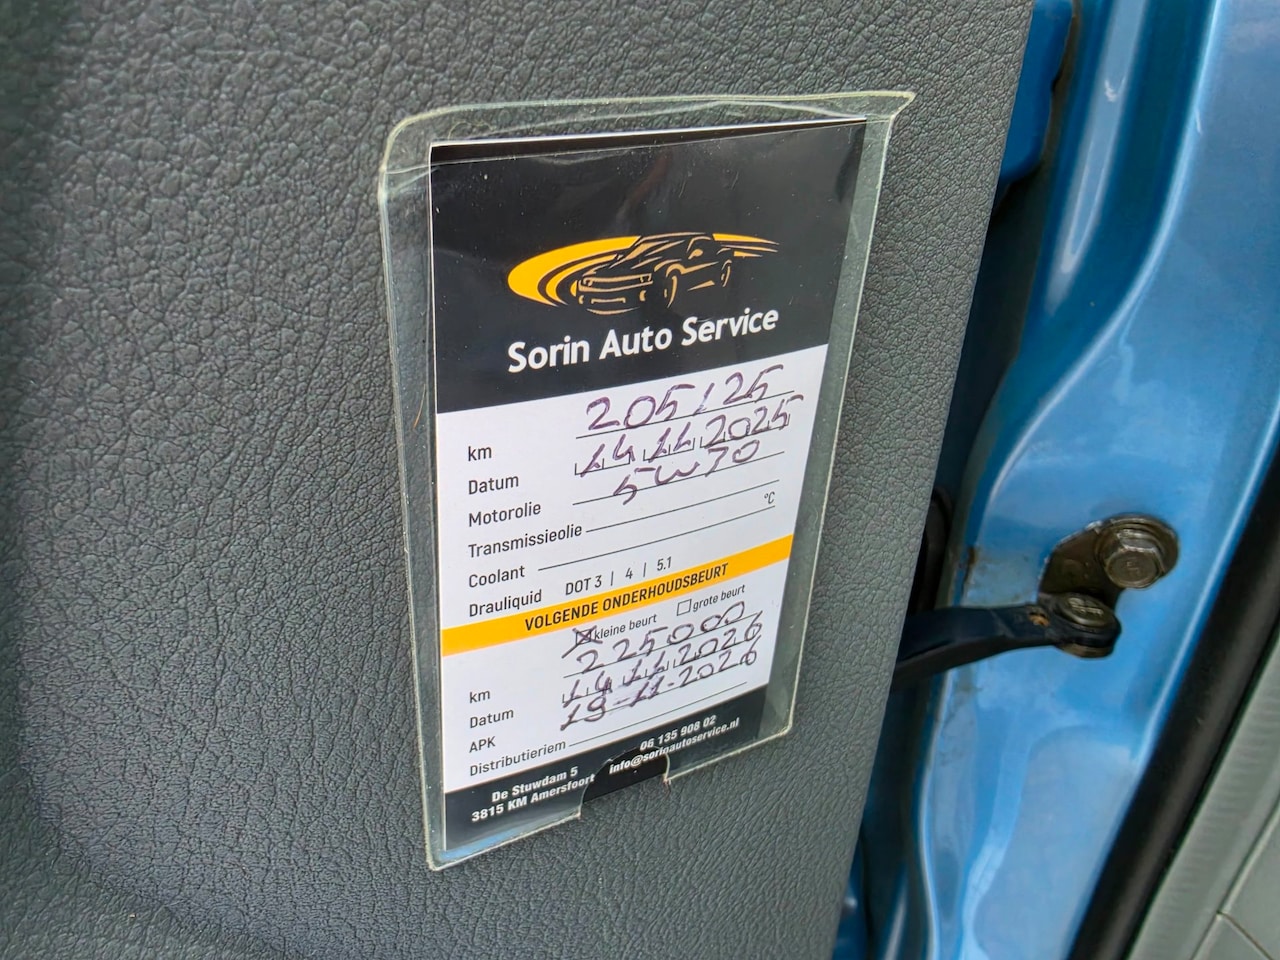 Sorin Auto Service
km 205125
Datum 14 11 2025
Motorolie 5W30
Transmissieolie
Coolant °C
Drauliquid DOT 3 | 4 | 5.1
VOLGENDE ONDERHOUDSBEURT
kleine beurt grote beurt
km 225000
Datum 14 11 2026
APK 19-11-2026
Distributieriem
De Stuwdam 5 06 135 908 02
3815 KM Amersfoort info@sorinautoservice.nl